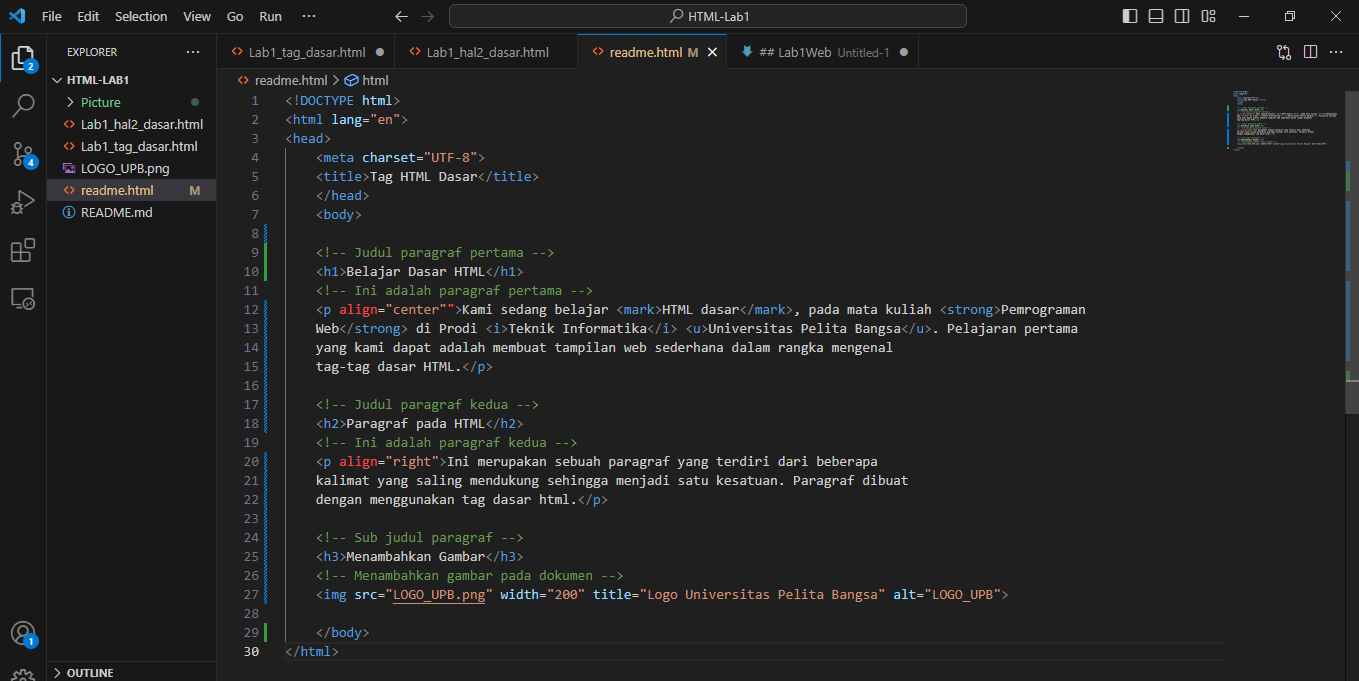 File Edit Selection View Go Run ··· HTML-Lab1
EXPLORER ···
HTML-LAB1
Picture
Lab1_hal2_dasar.html
Lab1_tag_dasar.html
LOGO_UPB.png
readme.html M
README.md
OUTLINE
2
4
1
Lab1_tag_dasar.html Lab1_hal2_dasar.html readme.html M ## Lab1Web Untitled-1
readme.html > html
1 <!DOCTYPE html>
2 <html lang="en">
3 <head>
4 <meta charset="UTF-8">
5 <title>Tag HTML Dasar</title>
6 </head>
7 <body>
8
9 <!-- Judul paragraf pertama -->
10 <h1>Belajar Dasar HTML</h1>
11 <!-- Ini adalah paragraf pertama -->
12 <p align="center"">Kami sedang belajar <mark>HTML dasar</mark>, pada mata kuliah <strong>Pemrograman
13 Web</strong> di Prodi <i>Teknik Informatika</i> <u>Universitas Pelita Bangsa</u>. Pelajaran pertama
14 yang kami dapat adalah membuat tampilan web sederhana dalam rangka mengenal
15 tag-tag dasar HTML.</p>
16
17 <!-- Judul paragraf kedua -->
18 <h2>Paragraf pada HTML</h2>
19 <!-- Ini adalah paragraf kedua -->
20 <p align="right">Ini merupakan sebuah paragraf yang terdiri dari beberapa
21 kalimat yang saling mendukung sehingga menjadi satu kesatuan. Paragraf dibuat
22 dengan menggunakan tag dasar html.</p>
23
24 <!-- Sub judul paragraf -->
25 <h3>Menambahkan Gambar</h3>
26 <!-- Menambahkan gambar pada dokumen -->
27 <img src="LOGO_UPB.png" width="200" title="Logo Universitas Pelita Bangsa" alt="LOGO_UPB">
28
29 </body>
30 </html>